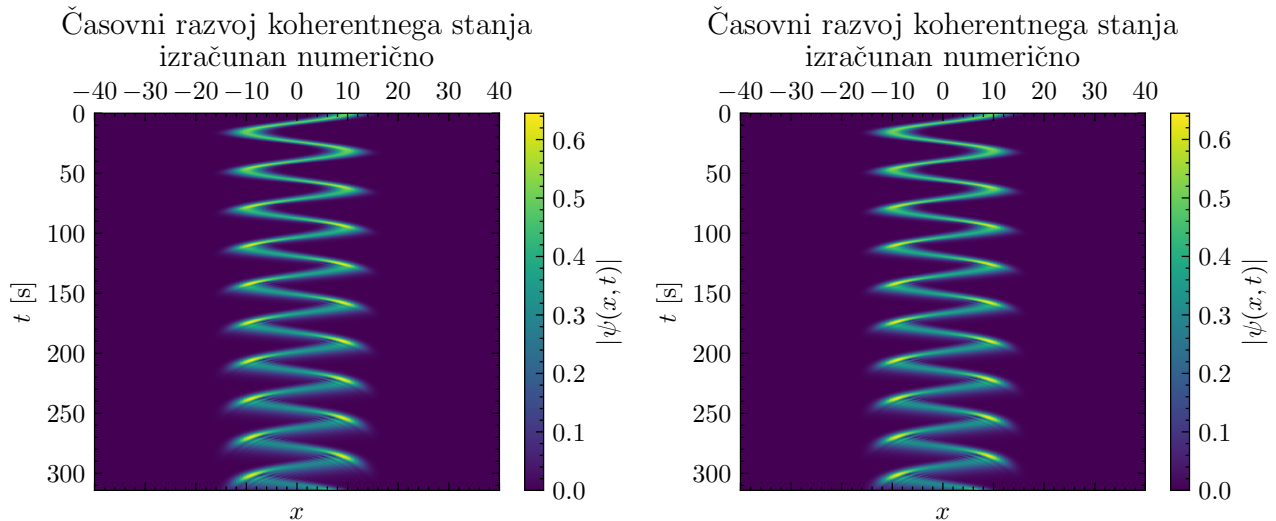 Časovni razvoj koherentnega stanja
izračunan numerično
−40 −30 −20 −10 0 10 20 30 40
0
50
100
150
200
250
300
t [s]
x
0.6
0.5
0.4
0.3
0.2
0.1
0.0
|ψ(x, t)|
Časovni razvoj koherentnega stanja
izračunan numerično
−40 −30 −20 −10 0 10 20 30 40
0
50
100
150
200
250
300
t [s]
x
0.6
0.5
0.4
0.3
0.2
0.1
0.0
|ψ(x, t)|